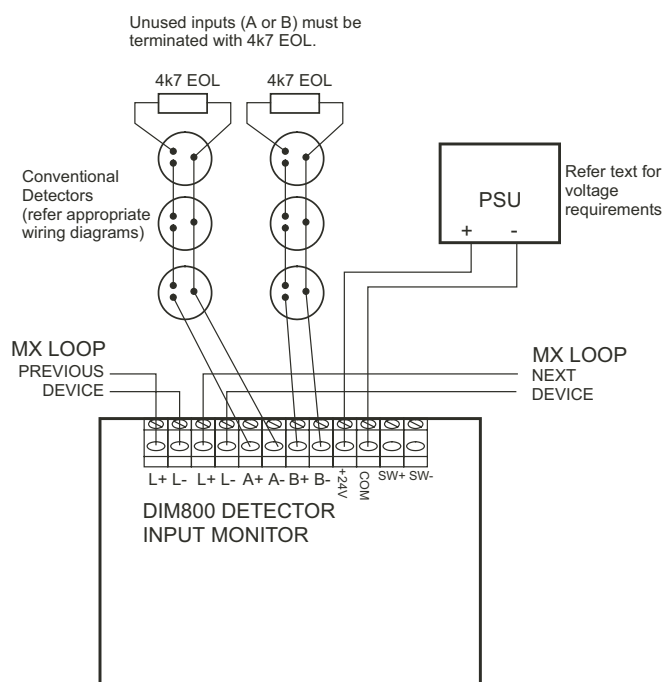 Unused inputs (A or B) must be
terminated with 4k7 EOL.
4k7 EOL
4k7 EOL
Conventional
Detectors
(refer appropriate
wiring diagrams)
PSU
+ -
Refer text for
voltage
requirements
MX LOOP
PREVIOUS
DEVICE
MX LOOP
NEXT
DEVICE
L+ L- L+ L- A+ A- B+ B- +24V COM SW+ SW-
DIM800 DETECTOR
INPUT MONITOR